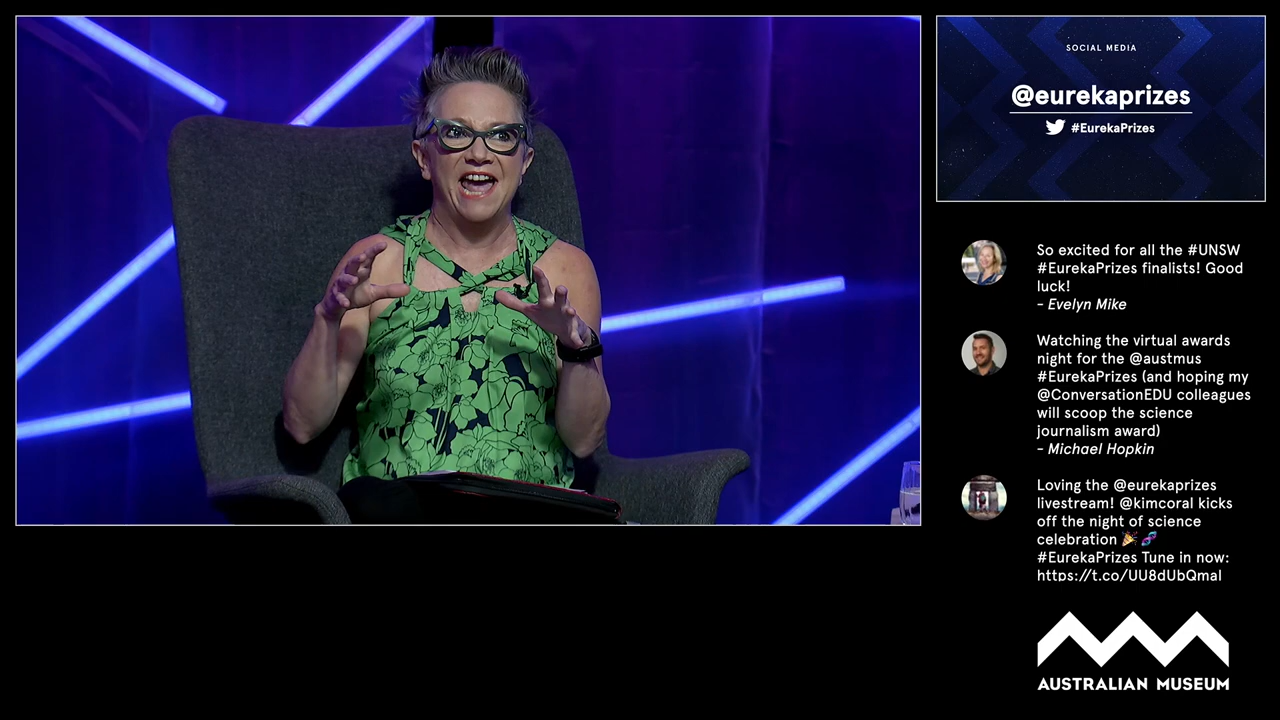 SOCIAL MEDIA
@eurekaprizes
#EurekaPrizes
So excited for all the #UNSW
#EurekaPrizes finalists! Good
luck!
- Evelyn Mike
Watching the virtual awards
night for the @austmus
#EurekaPrizes (and hoping my
@ConversationEDU colleagues
will scoop the science
journalism award)
- Michael Hopkin
Loving the @eurekaprizes
livestream! @kimcoral kicks
off the night of science
celebration 🎉 🧬
#EurekaPrizes Tune in now:
https://t.co/UU8dUbQmaI
AUSTRALIAN MUSEUM